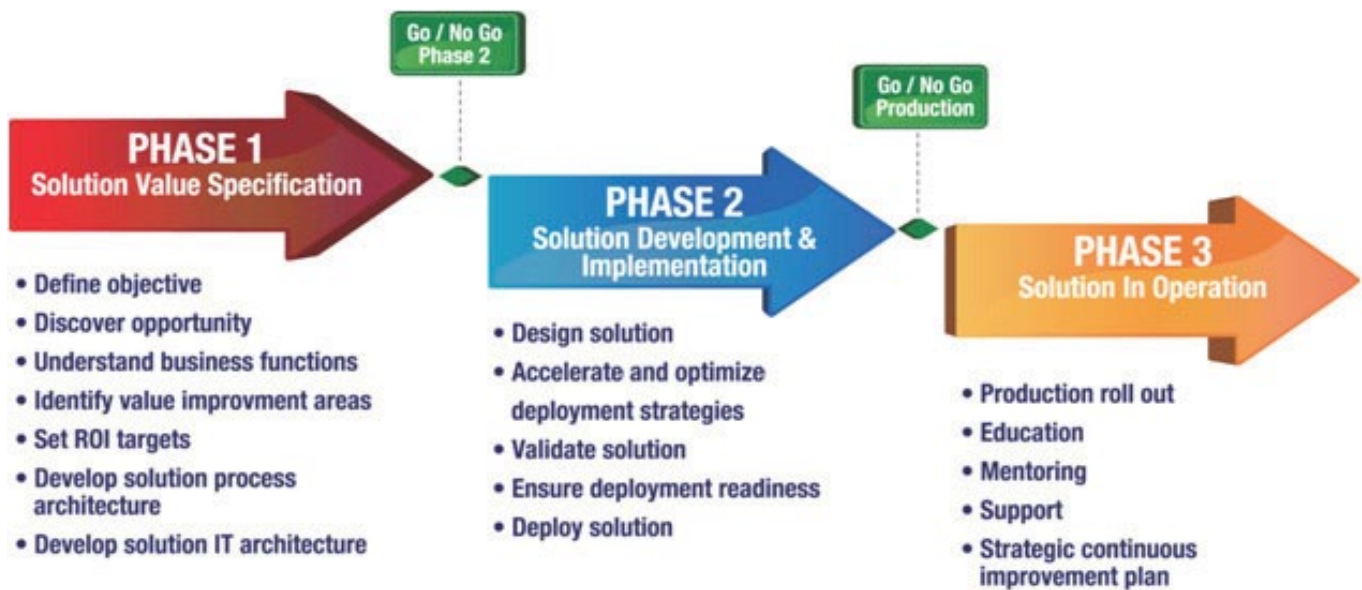 Go / No Go
Phase 2
Go / No Go
Production
PHASE 1
Solution Value Specification
PHASE 2
Solution Development &
Implementation
PHASE 3
Solution In Operation
• Define objective
• Discover opportunity
• Understand business functions
• Identify value improvment areas
• Set ROI targets
• Develop solution process
architecture
• Develop solution IT architecture
• Design solution
• Accelerate and optimize
deployment strategies
• Validate solution
• Ensure deployment readiness
• Deploy solution
• Production roll out
• Education
• Mentoring
• Support
• Strategic continuous
improvement plan